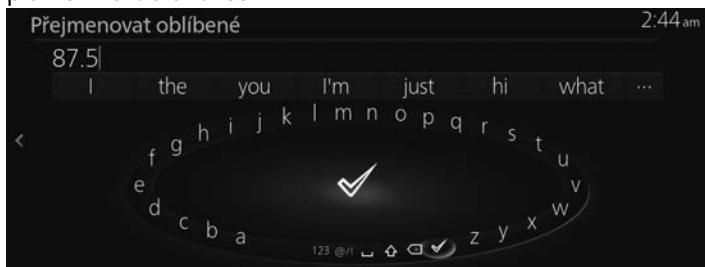 Přejmenovat oblíbené 2:44 am
87.5
I the you I'm just hi what ...
a b c d e f g h i j k l m n o p q r s t u v w x y z
123 @/!